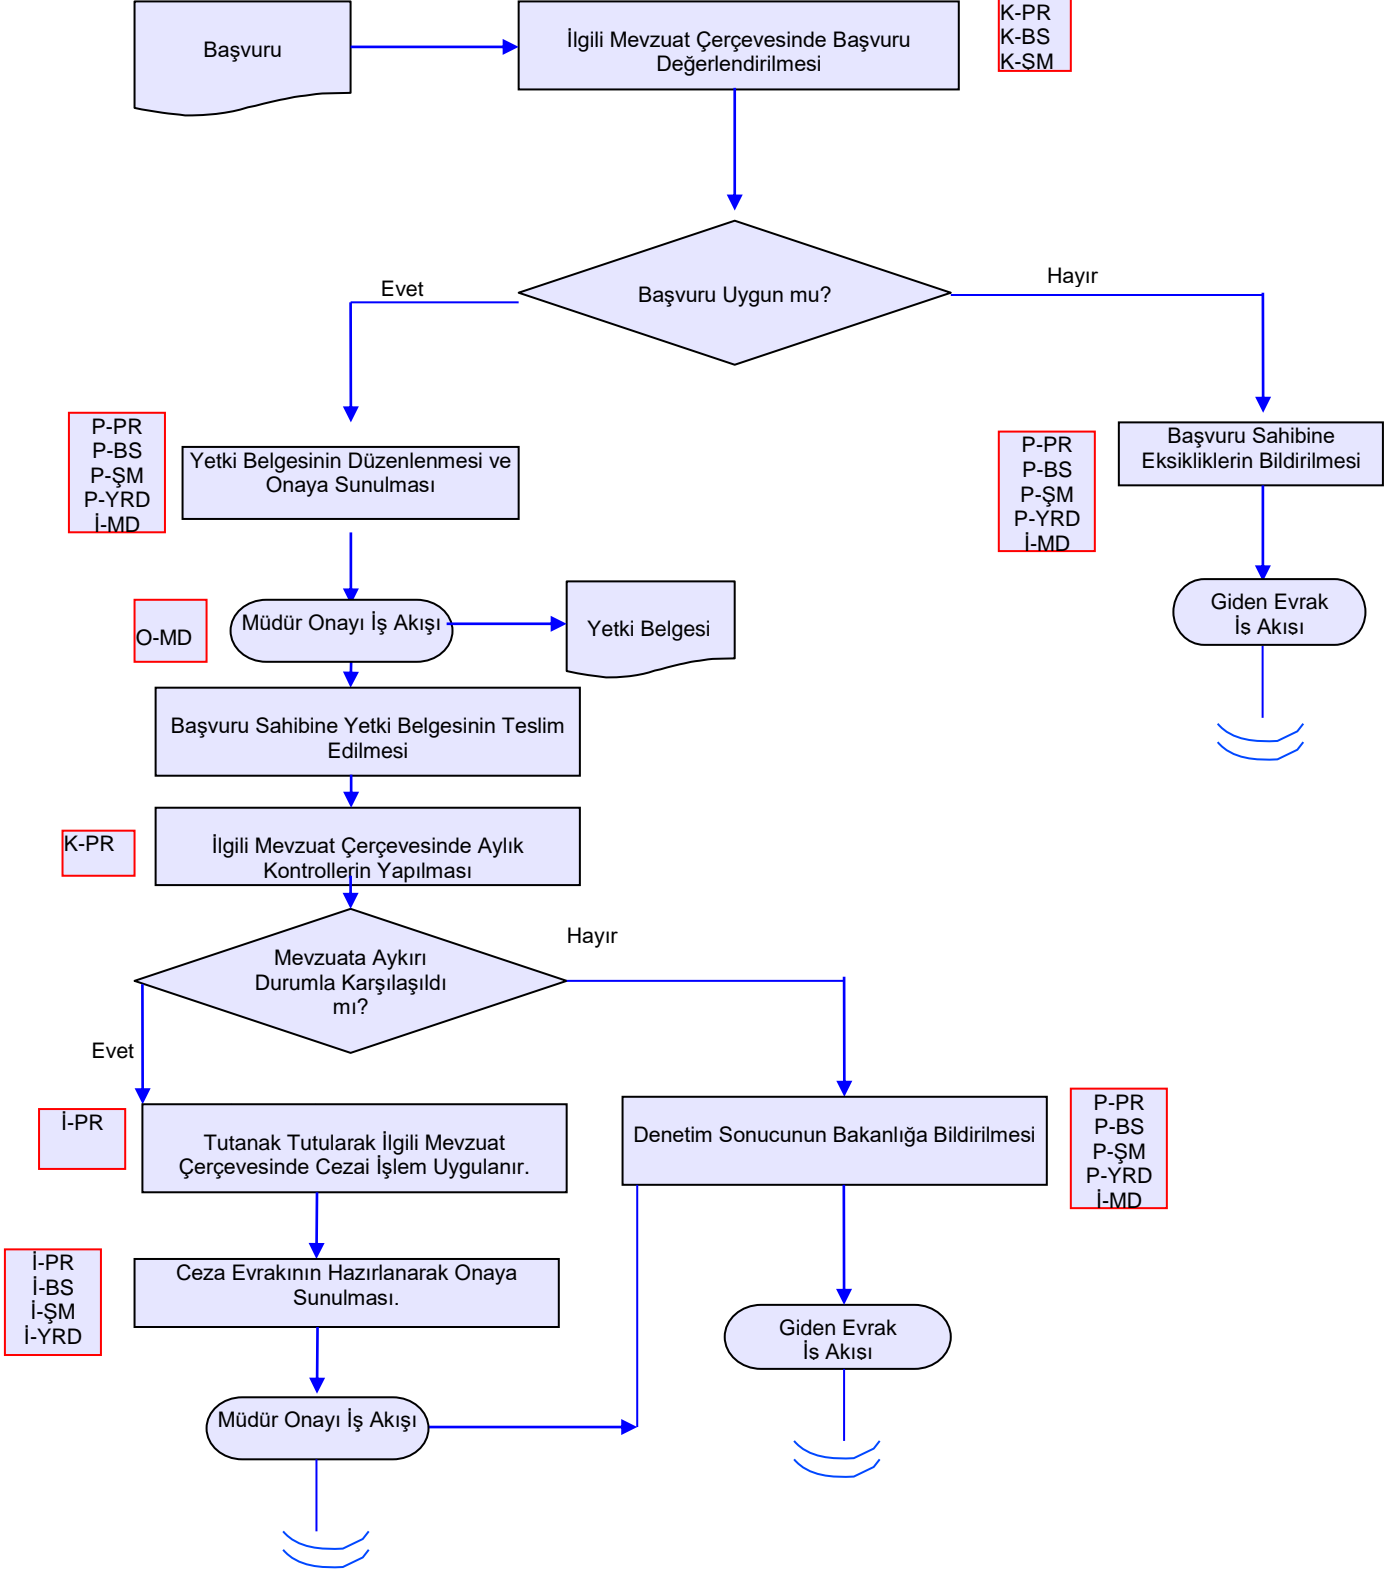 Başvuru
İlgili Mevzuat Çerçevesinde Başvuru
Değerlendirilmesi
K-PR
K-BS
K-ŞM
Başvuru Uygun mu?
Evet
Hayır
P-PR
P-BS
P-ŞM
P-YRD
İ-MD
Yetki Belgesinin Düzenlenmesi ve
Onaya Sunulması
P-PR
P-BS
P-ŞM
P-YRD
İ-MD
Başvuru Sahibine
Eksikliklerin Bildirilmesi
O-MD
Müdür Onayı İş Akışı
Yetki Belgesi
Giden Evrak
İş Akışı
Başvuru Sahibine Yetki Belgesinin Teslim
Edilmesi
K-PR
İlgili Mevzuat Çerçevesinde Aylık
Kontrollerin Yapılması
Mevzuata Aykırı
Durumla Karşılaşıldı
mı?
Hayır
Evet
İ-PR
Tutanak Tutularak İlgili Mevzuat
Çerçevesinde Cezai İşlem Uygulanır.
Denetim Sonucunun Bakanlığa Bildirilmesi
P-PR
P-BS
P-ŞM
P-YRD
İ-MD
İ-PR
İ-BS
İ-ŞM
İ-YRD
Ceza Evrakının Hazırlanarak Onaya
Sunulması.
Giden Evrak
İş Akışı
Müdür Onayı İş Akışı